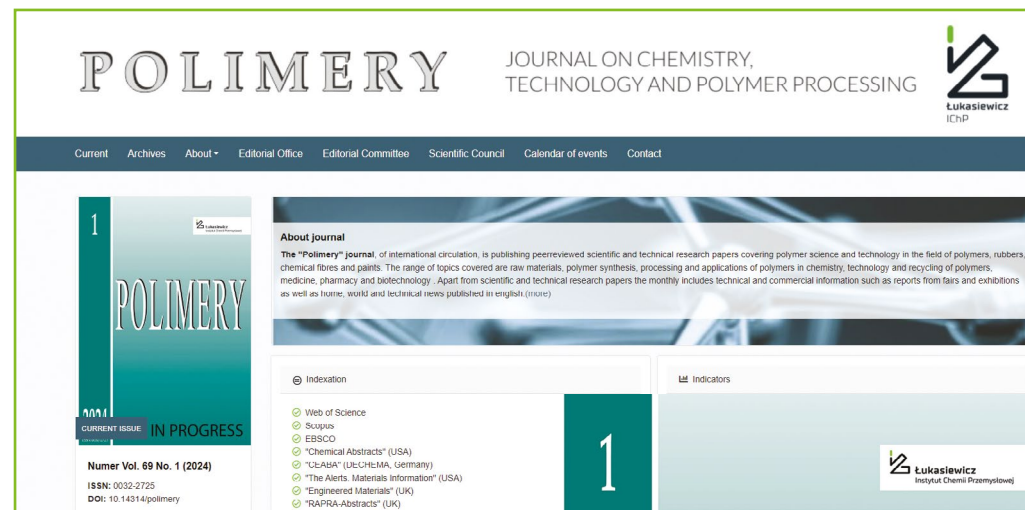 POLIMERY
JOURNAL ON CHEMISTRY,
TECHNOLOGY AND POLYMER PROCESSING
Łukasiewicz
IChP
Current Archives About Editorial Office Editorial Committee Scientific Council Calendar of events Contact
1
Łukasiewicz
POLIMERY
2024
CURRENT ISSUE
IN PROGRESS
Numer Vol. 69 No. 1 (2024)
ISSN: 0032-2725
DOI: 10.14314/polimery
About journal
The "Polimery" journal, of international circulation, is publishing peerreviewed scientific and technical research papers covering polymer science and technology in the field of polymers, rubbers,
chemical fibres and paints. The range of topics covered are raw materials, polymer synthesis, processing and applications of polymers in chemistry, technology and recycling of polymers,
medicine, pharmacy and biotechnology . Apart from scientific and technical research papers the monthly includes technical and commercial information such as reports from fairs and exhibitions
as well as home, world and technical news published in english.(more)
Indexation
Web of Science
Scopus
EBSCO
"Chemical Abstracts" (USA)
"CEABA" (DECHEMA, Germany)
"The Alerts. Materials Information" (USA)
"Engineered Materials" (UK)
"RAPRA-Abstracts" (UK)
Indicators
1
Łukasiewicz
Instytut Chemii Przemysłowej